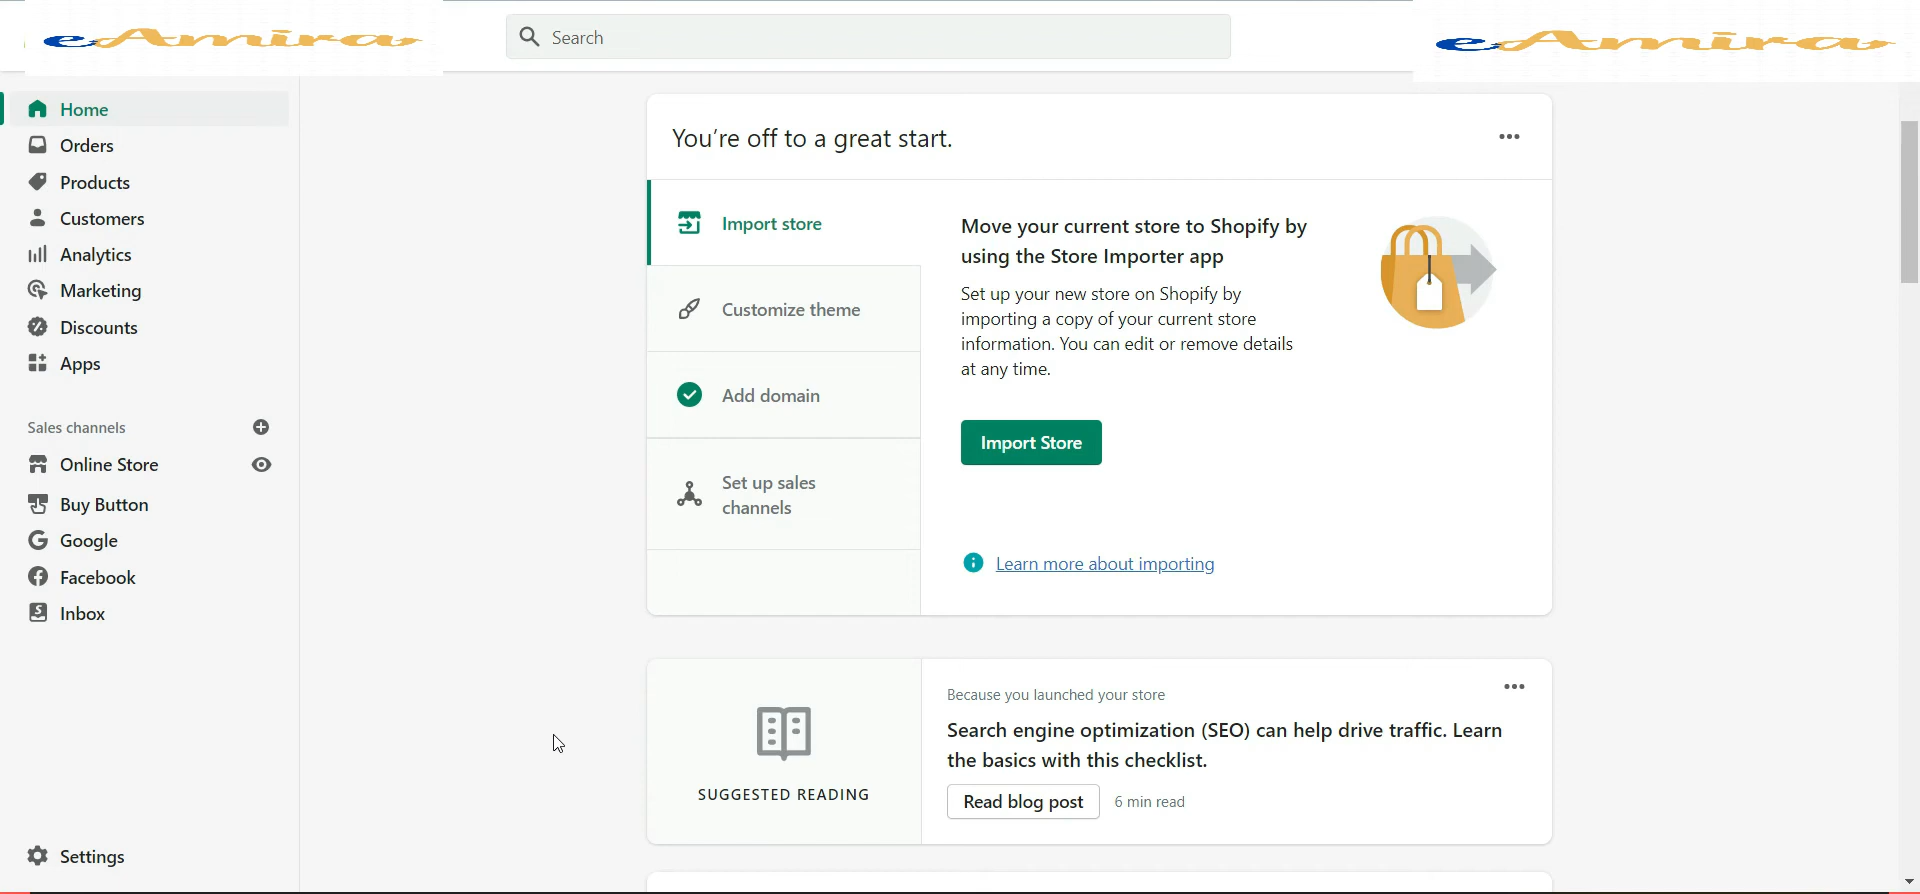 eAmira
Search
eAmira
Home
Orders
Products
Customers
Analytics
Marketing
Discounts
Apps
Sales channels
Online Store
Buy Button
Google
Facebook
Inbox
Settings
You're off to a great start.
Import store
Customize theme
Add domain
Set up sales
channels
Move your current store to Shopify by
using the Store Importer app
Set up your new store on Shopify by
importing a copy of your current store
information. You can edit or remove details
at any time.
Import Store
Learn more about importing
SUGGESTED READING
Because you launched your store
Search engine optimization (SEO) can help drive traffic. Learn
the basics with this checklist.
Read blog post 6 min read